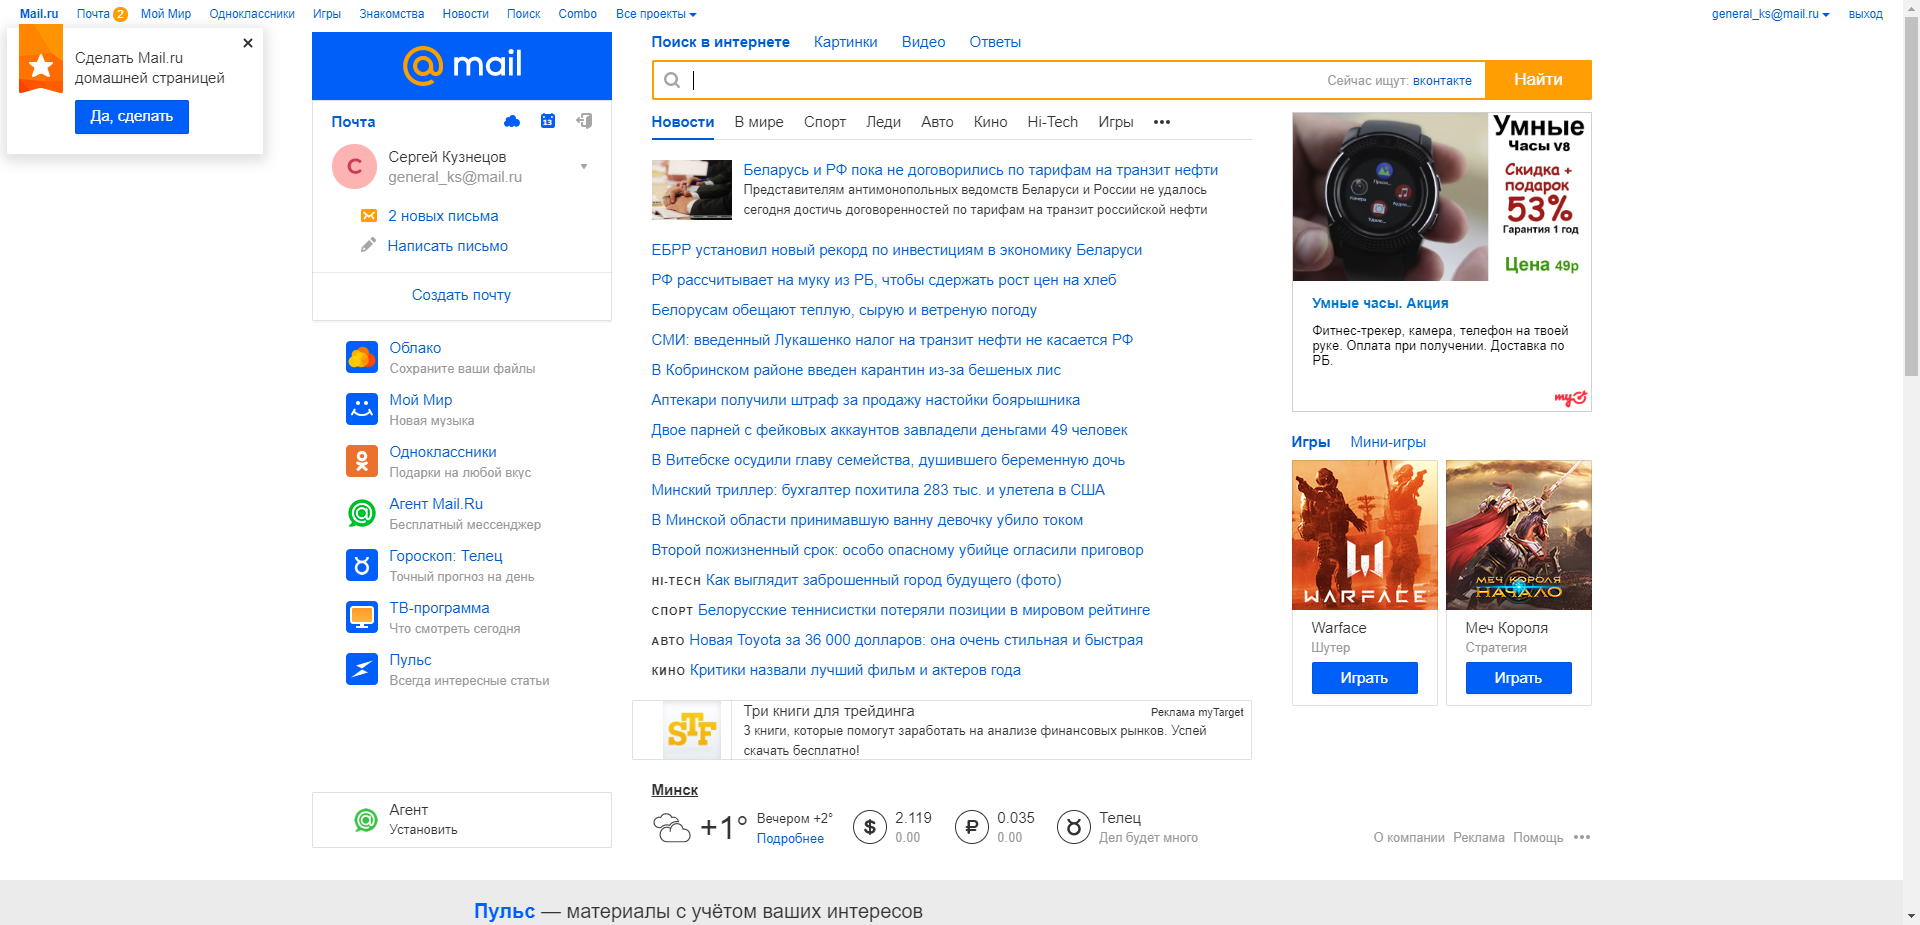 Mail.ru Почта 2 Мой Мир Одноклассники Игры Знакомства Новости Поиск Combo Все проекты general_ks@mail.ru выход
Сделать Mail.ru
домашней страницей
Да, сделать
mail
Почта 13
С
Сергей Кузнецов
general_ks@mail.ru
2 новых письма
Написать письмо
Создать почту
Облако
Сохраните ваши файлы
Мой Мир
Новая музыка
Одноклассники
Подарки на любой вкус
Агент Mail.Ru
Бесплатный мессенджер
Гороскоп: Телец
Точный прогноз на день
ТВ-программа
Что смотреть сегодня
Пульс
Всегда интересные статьи
Агент
Установить
Поиск в интернете Картинки Видео Ответы
Сейчас ищут: вконтакте Найти
Новости В мире Спорт Леди Авто Кино Hi-Tech Игры •••
Беларусь и РФ пока не договорились по тарифам на транзит нефти
Представителям антимонопольных ведомств Беларуси и России не удалось
сегодня достичь договоренностей по тарифам на транзит российской нефти
ЕБРР установил новый рекорд по инвестициям в экономику Беларуси
РФ рассчитывает на муку из РБ, чтобы сдержать рост цен на хлеб
Белорусам обещают теплую, сырую и ветреную погоду
СМИ: введенный Лукашенко налог на транзит нефти не касается РФ
В Кобринском районе введен карантин из-за бешеных лис
Аптекари получили штраф за продажу настойки боярышника
Двое парней с фейковых аккаунтов завладели деньгами 49 человек
В Витебске осудили главу семейства, душившего беременную дочь
Минский триллер: бухгалтер похитила 283 тыс. и улетела в США
В Минской области принимавшую ванну девочку убило током
Второй пожизненный срок: особо опасному убийце огласили приговор
HI-TECH Как выглядит заброшенный город будущего (фото)
СПОРТ Белорусские теннисистки потеряли позиции в мировом рейтинге
АВТО Новая Toyota за 36 000 долларов: она очень стильная и быстрая
КИНО Критики назвали лучший фильм и актеров года
STF
Три книги для трейдинга Реклама myTarget
3 книги, которые помогут заработать на анализе финансовых рынков. Успей
скачать бесплатно!
Минск
+1° Вечером +2° Подробнее
$ 2.119 0.00
₽ 0.035 0.00
Телец
Дел будет много
Умные
Часы V8
Скидка +
подарок
53%
Гарантия 1 год
Цена 49р
Умные часы. Акция
Фитнес-трекер, камера, телефон на твоей
руке. Оплата при получении. Доставка по
РБ.
my
Игры Мини-игры
WARFACE
Warface
Шутер
Играть
МЕЧ КОРОЛЯ
НАЧАЛО
Меч Короля
Стратегия
Играть
О компании Реклама Помощь •••
Пульс — материалы с учётом ваших интересов